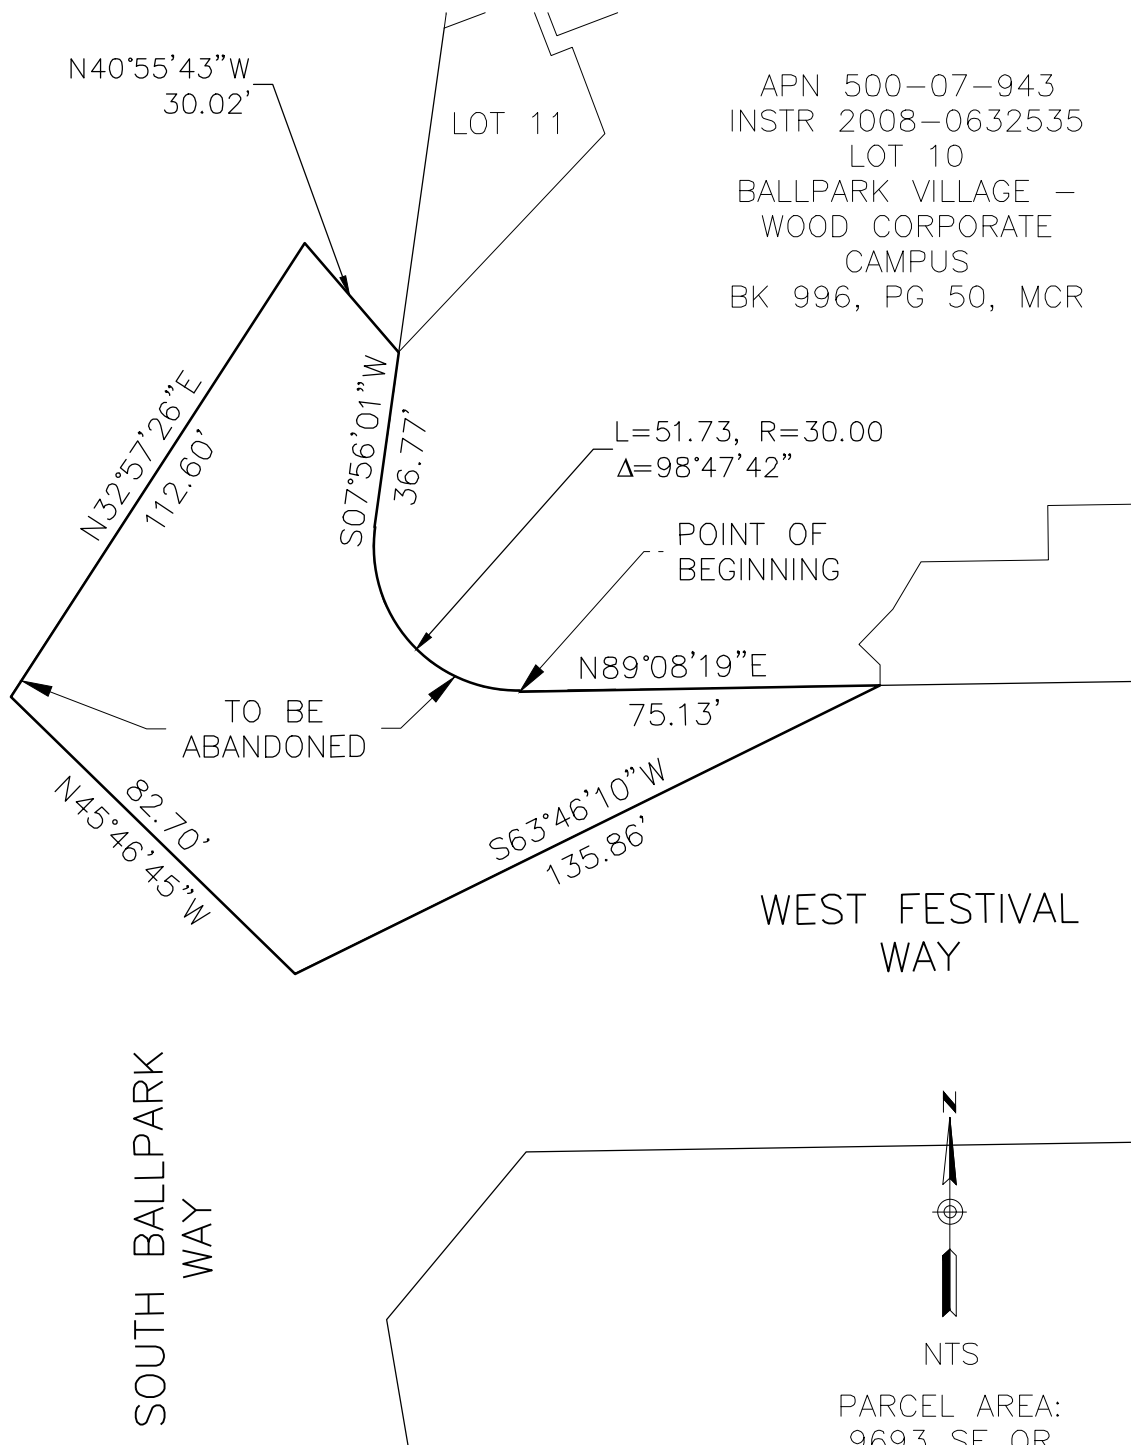 N40°55'43"W
30.02'
LOT 11
APN 500-07-943
INSTR 2008-0632535
LOT 10
BALLPARK VILLAGE -
WOOD CORPORATE
CAMPUS
BK 996, PG 50, MCR
N32°57'26"E
112.60'
S07°56'01"W
36.77'
L=51.73, R=30.00
Δ=98°47'42"
POINT OF
BEGINNING
N89°08'19"E
75.13'
TO BE
ABANDONED
82.70'
N45°46'45"W
S63°46'10"W
135.86'
WEST FESTIVAL
WAY
SOUTH BALLPARK
WAY
N
NTS
PARCEL AREA:
9693 SF OR